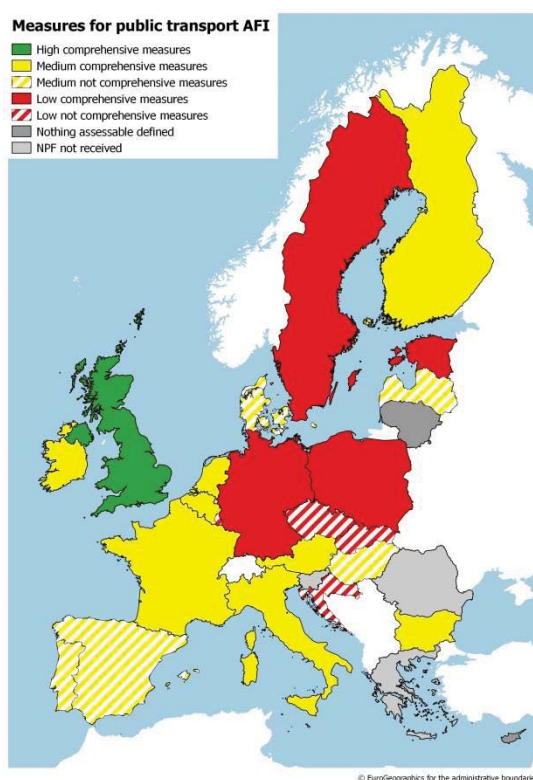 Measures for public transport AFI
High comprehensive measures
Medium comprehensive measures
Medium not comprehensive measures
Low comprehensive measures
Low not comprehensive measures
Nothing assessable defined
NPF not received
© EuroGeographics for the administrative boundarie